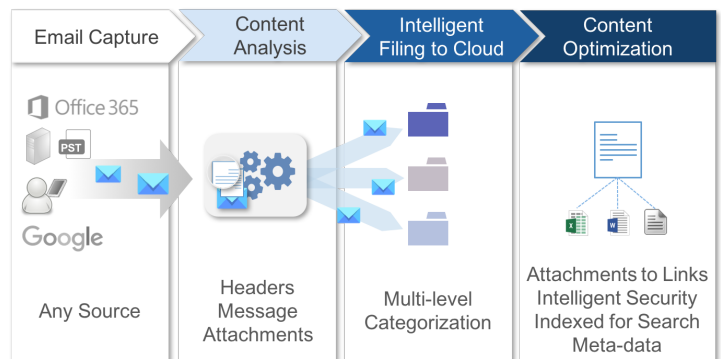 Email Capture
Content
Analysis
Intelligent
Filing to Cloud
Content
Optimization
Office 365
PST
Google
X
W
Any Source
Headers
Message
Attachments
Multi-level
Categorization
Attachments to Links
Intelligent Security
Indexed for Search
Meta-data